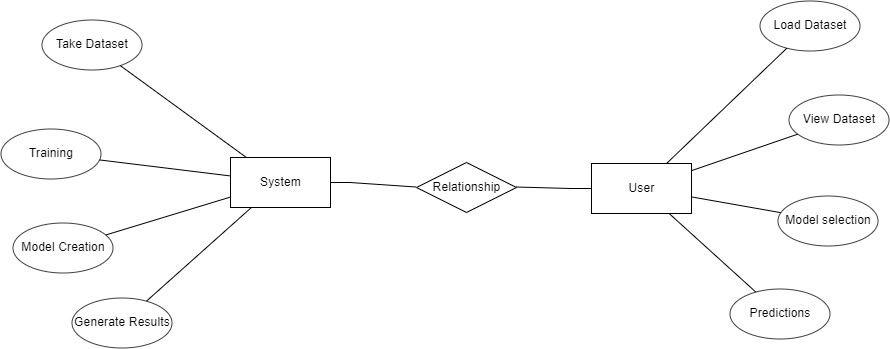 Load Dataset
Take Dataset
View Dataset
Training
System
Relationship
User
Model selection
Model Creation
Predictions
Generate Results